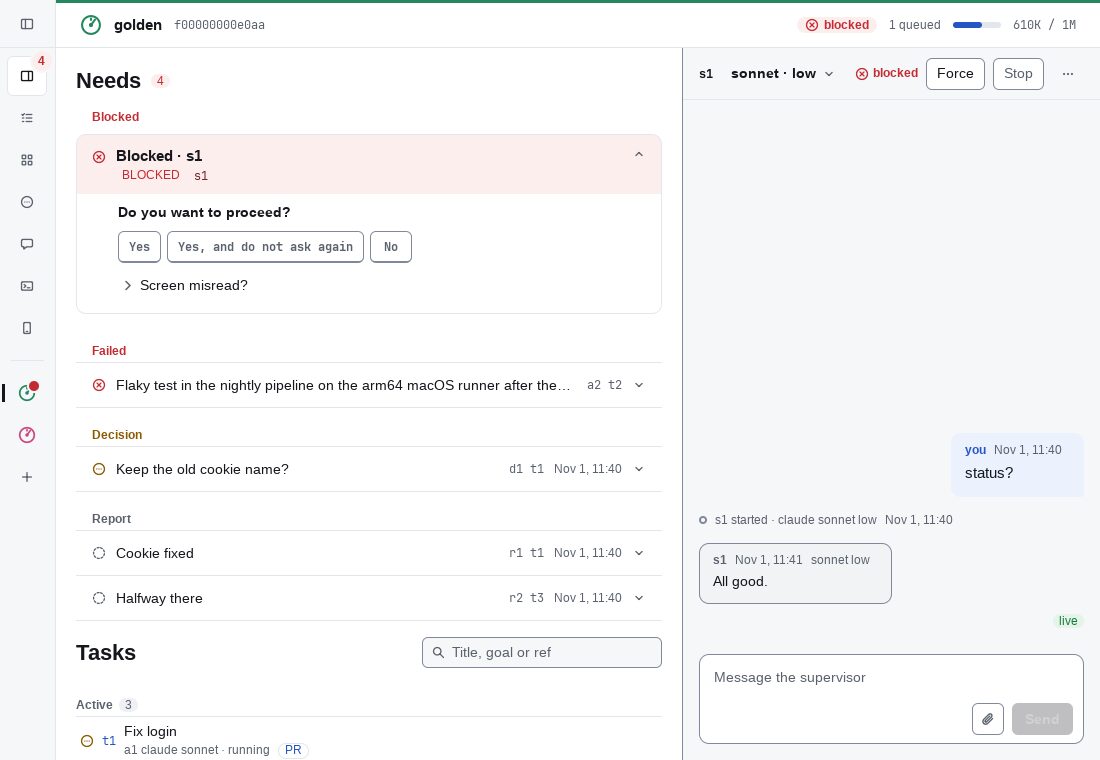 golden f00000000e0aa
blocked 1 queued 610K / 1M
4
Needs 4
Blocked
Blocked · s1
BLOCKED s1
Do you want to proceed?
Yes
Yes, and do not ask again
No
Screen misread?
Failed
Flaky test in the nightly pipeline on the arm64 macOS runner after the… a2 t2
Decision
Keep the old cookie name? d1 t1 Nov 1, 11:40
Report
Cookie fixed r1 t1 Nov 1, 11:40
Halfway there r2 t3 Nov 1, 11:40
Tasks
Title, goal or ref
Active 3
t1 Fix login
a1 claude sonnet · running PR
s1 sonnet · low blocked Force Stop
you Nov 1, 11:40
status?
s1 started · claude sonnet low Nov 1, 11:40
s1 Nov 1, 11:41 sonnet low
All good.
live
Message the supervisor
Send